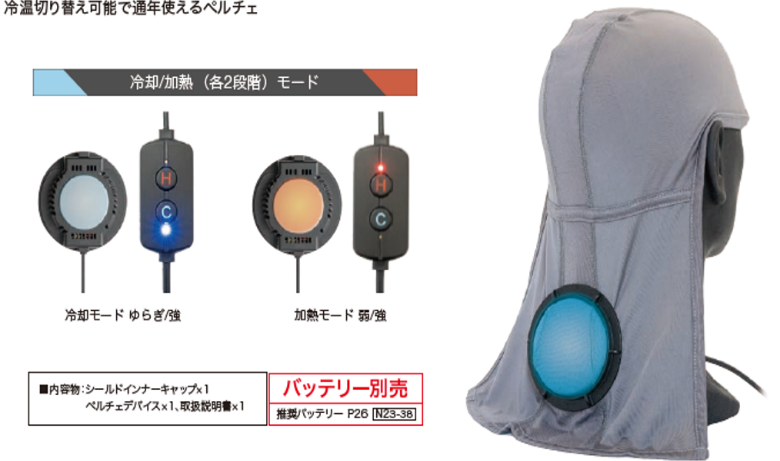 冷温切り替え可能で通年使えるペルチェ
冷却/加熱（各2段階）モード
H
C
H
C
冷却モード ゆらぎ/強
加熱モード 弱/強
■内容物：シールドインナーキャップ×1
ペルチェデバイス×1、取扱説明書×1
バッテリー別売
推奨バッテリー P26 N23-38